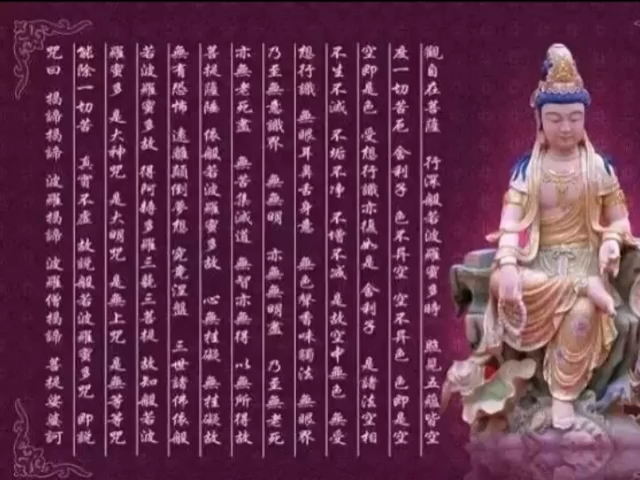 觀自在菩薩 行深般若波羅蜜多時 照見五蘊皆空
度一切苦厄 舍利子 色不異空 空不異色 色即是空
空即是色 受想行識亦復如是 舍利子 是諸法空相
不生不滅 不垢不淨 不增不減 是故空中無色 無受
想行識 無眼耳鼻舌身意 無色聲香味觸法 無眼界
乃至無意識界 無無明 亦無無明盡 乃至無老死
亦無老死盡 無苦集滅道 無智亦無得 以無所得故
菩提薩埵 依般若波羅蜜多故 心無罣礙 無罣礙故
無有恐怖 遠離顛倒夢想 究竟涅盤 三世諸佛依般
若波羅蜜多故 得阿耨多羅三藐三菩提 故知般若波
羅蜜多 是大神咒 是大明咒 是無上咒 是無等等咒
能除一切苦 真實不虛 故說般若波羅蜜多咒 即說
咒曰 揭諦揭諦 波羅揭諦 波羅僧揭諦 菩提娑婆訶